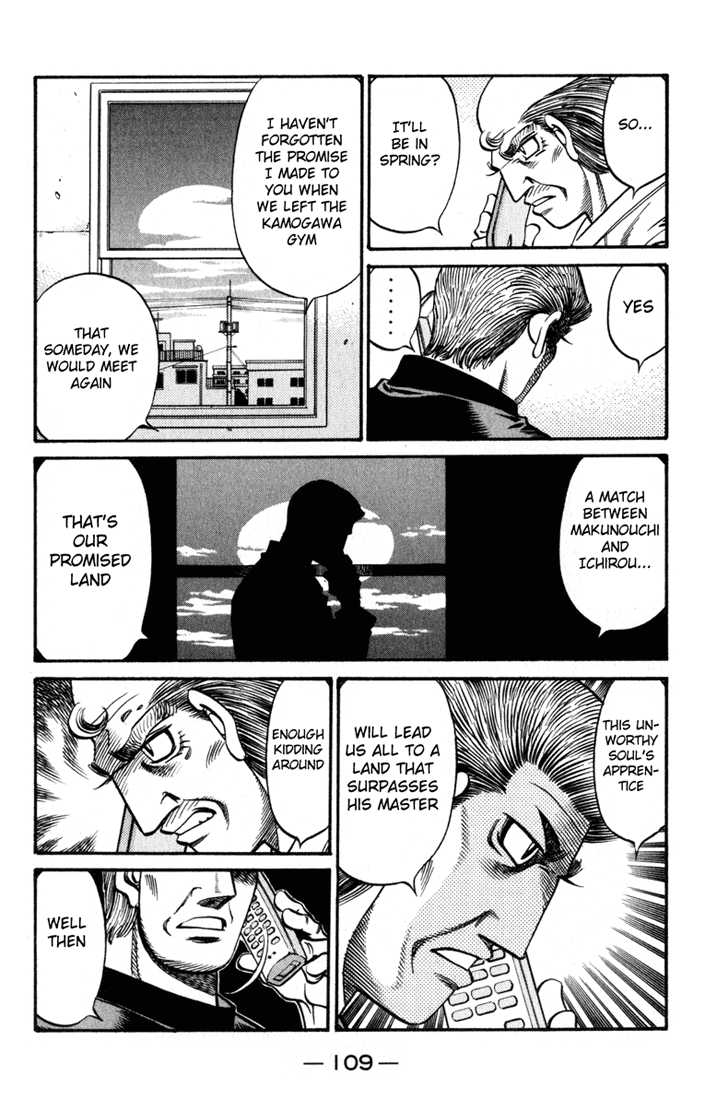 SO...
IT'LL
BE IN
SPRING?
YES
......
I HAVEN'T
FORGOTTEN
THE PROMISE
I MADE TO
YOU WHEN
WE LEFT THE
KAMOGAWA
GYM
THAT
SOMEDAY, WE
WOULD MEET
AGAIN
A MATCH
BETWEEN
MAKUNOUCHI
AND
ICHIROU...
THAT'S
OUR
PROMISED
LAND
THIS UN-
WORTHY
SOUL'S
APPREN-
TICE
WILL LEAD
US ALL TO A
LAND THAT
SURPASSES
HIS MASTER
ENOUGH
KIDDING
AROUND
WELL
THEN
— 109 —